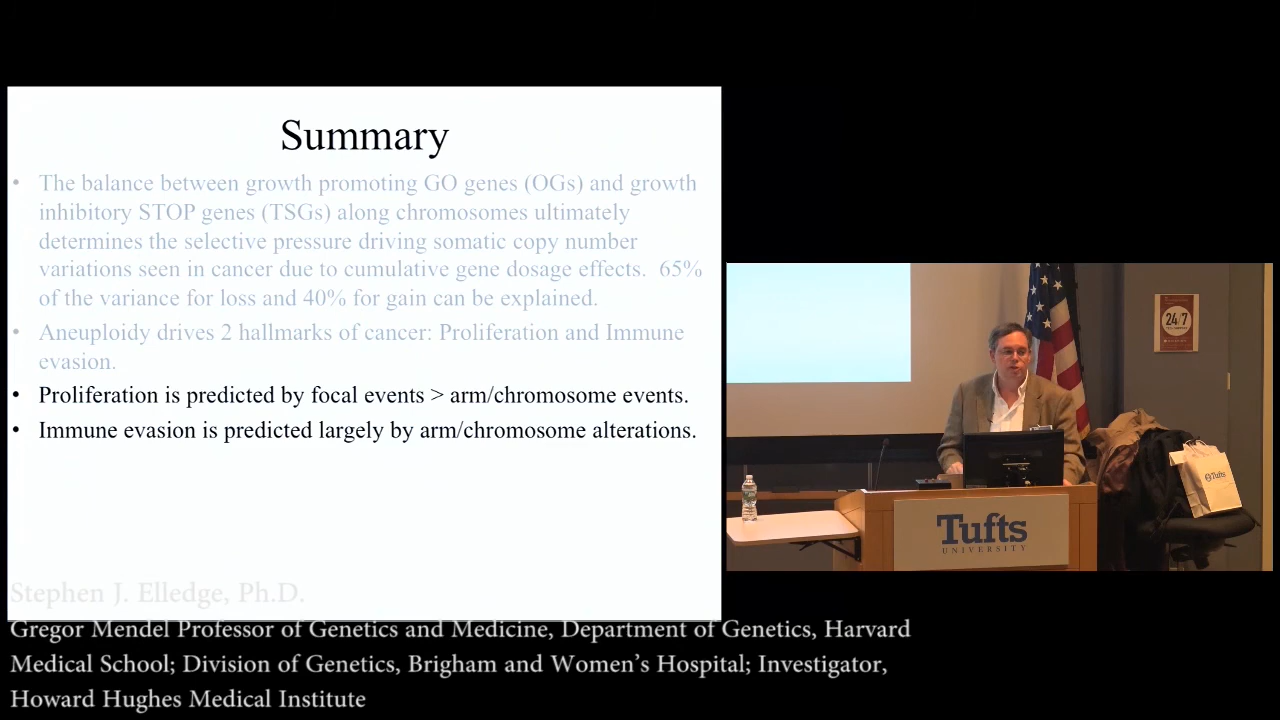 Summary
• The balance between growth promoting GO genes (OGs) and growth
inhibitory STOP genes (TSGs) along chromosomes ultimately
determines the selective pressure driving somatic copy number
variations seen in cancer due to cumulative gene dosage effects. 65%
of the variance for loss and 40% for gain can be explained.
• Aneuploidy drives 2 hallmarks of cancer: Proliferation and Immune
evasion.
• Proliferation is predicted by focal events > arm/chromosome events.
• Immune evasion is predicted largely by arm/chromosome alterations.
24/7
Tufts
Tufts
UNIVERSITY
Stephen J. Elledge, Ph.D.
Gregor Mendel Professor of Genetics and Medicine, Department of Genetics, Harvard
Medical School; Division of Genetics, Brigham and Women’s Hospital; Investigator,
Howard Hughes Medical Institute